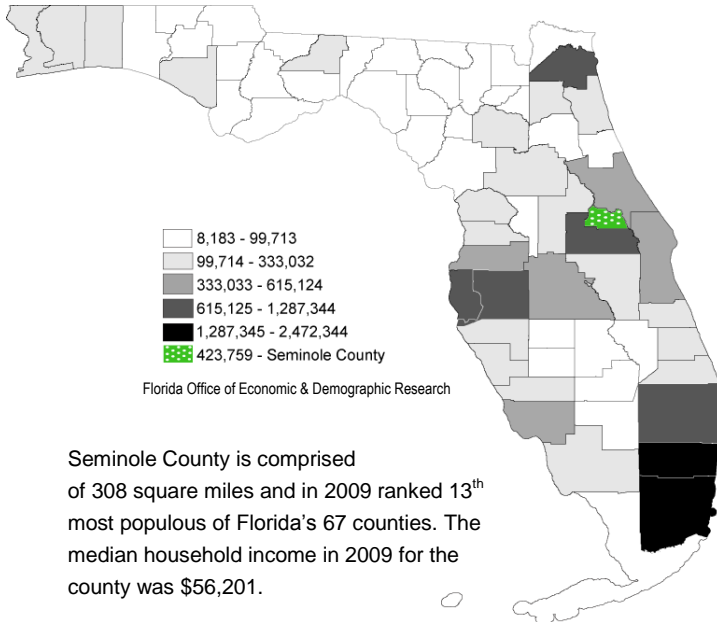 8,183 - 99,713
99,714 - 333,032
333,033 - 615,124
615,125 - 1,287,344
1,287,345 - 2,472,344
423,759 - Seminole County
Florida Office of Economic & Demographic Research
Seminole County is comprised
of 308 square miles and in 2009 ranked 13th
most populous of Florida's 67 counties. The
median household income in 2009 for the
county was $56,201.